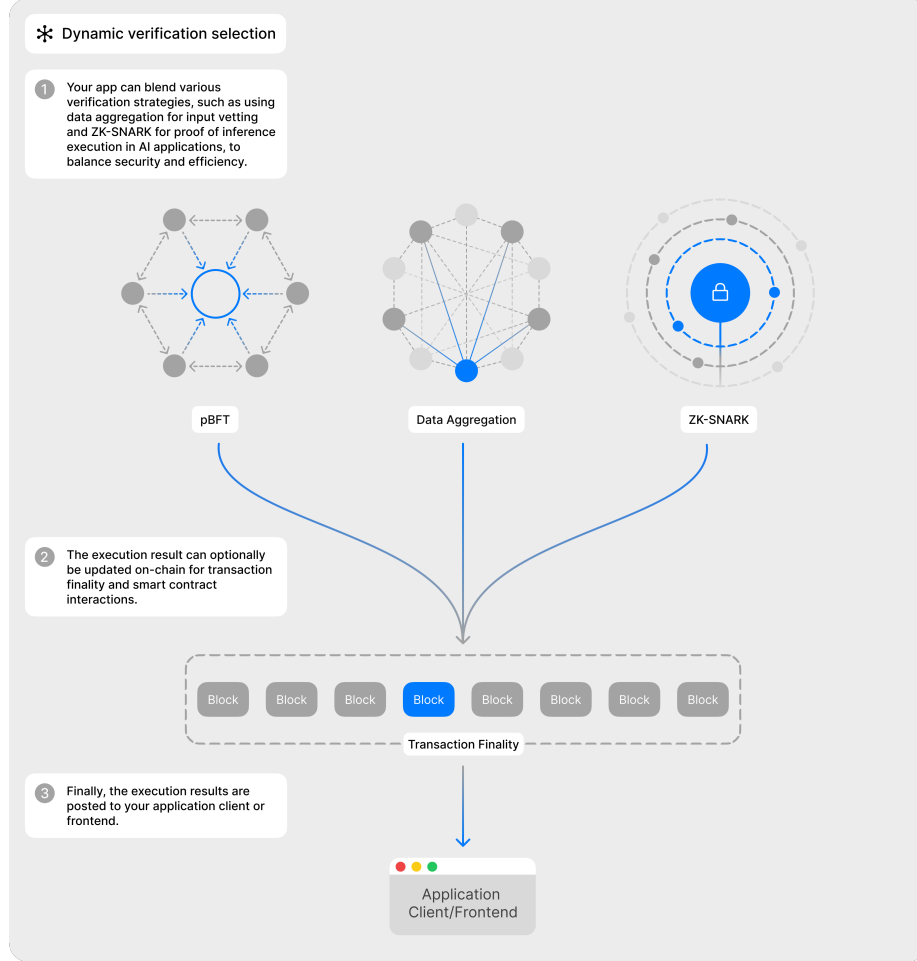 Dynamic verification selection
1
Your app can blend various
verification strategies, such as using
data aggregation for input vetting
and ZK-SNARK for proof of inference
execution in AI applications, to
balance security and efficiency.
pBFT
Data Aggregation
ZK-SNARK
2
The execution result can optionally
be updated on-chain for transaction
finality and smart contract
interactions.
Block Block Block Block Block Block Block Block
Transaction Finality
3
Finally, the execution results are
posted to your application client or
frontend.
Application
Client/Frontend